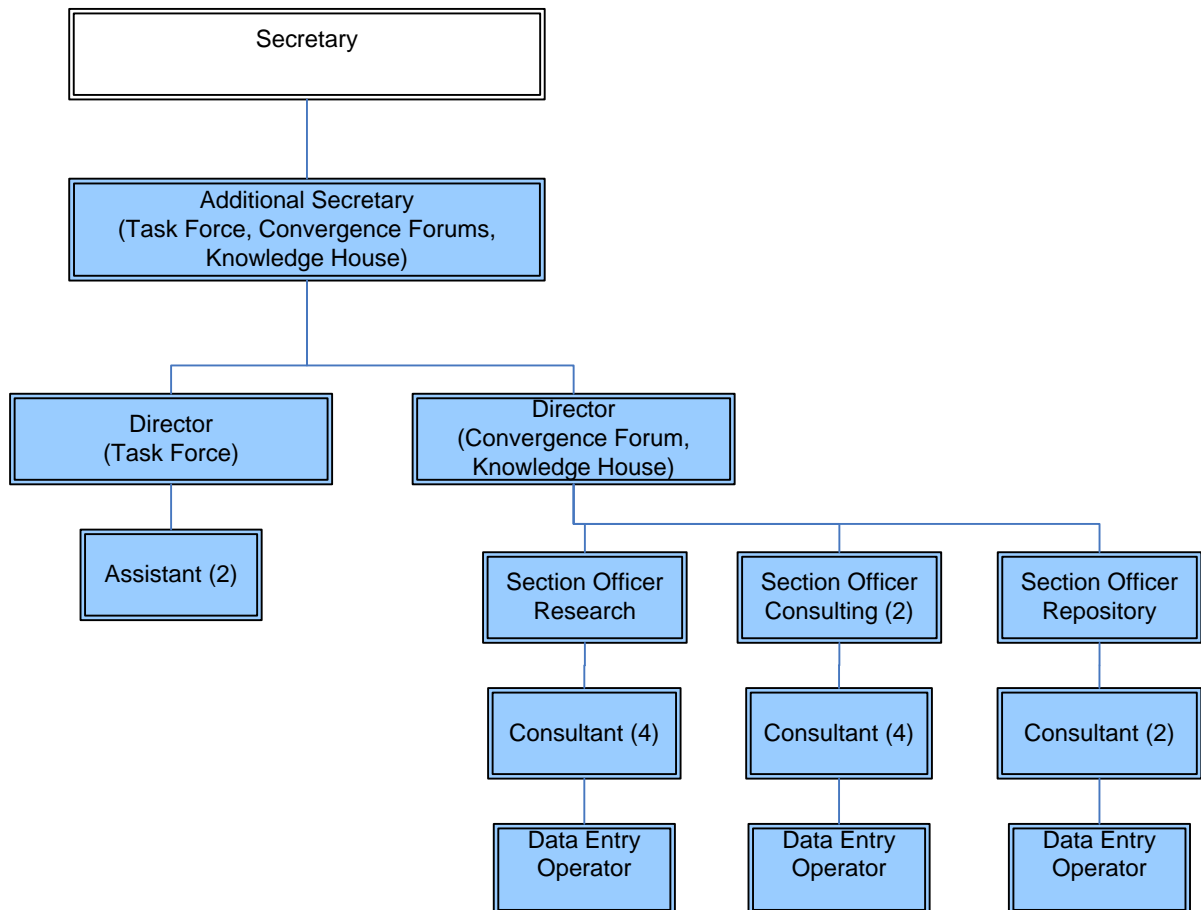 Secretary
Additional Secretary
(Task Force, Convergence Forums,
Knowledge House)
Director
(Task Force)
Director
(Convergence Forum,
Knowledge House)
Assistant (2)
Section Officer
Research
Section Officer
Consulting (2)
Section Officer
Repository
Consultant (4)
Consultant (4)
Consultant (2)
Data Entry
Operator
Data Entry
Operator
Data Entry
Operator